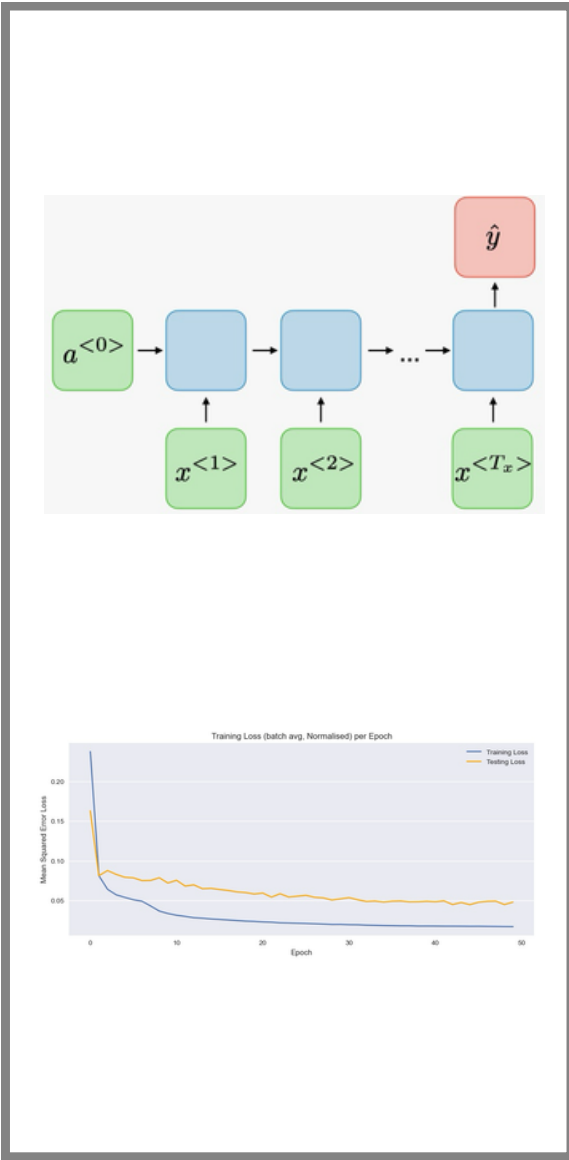 ŷ
a<0>
x<1> x<2> x<Tₓ>
...
Training Loss (batch avg, Normalised) per Epoch
Training Loss
Testing Loss
Mean Squared Error Loss
0.20
0.15
0.10
0.05
0 10 20 30 40 50
Epoch